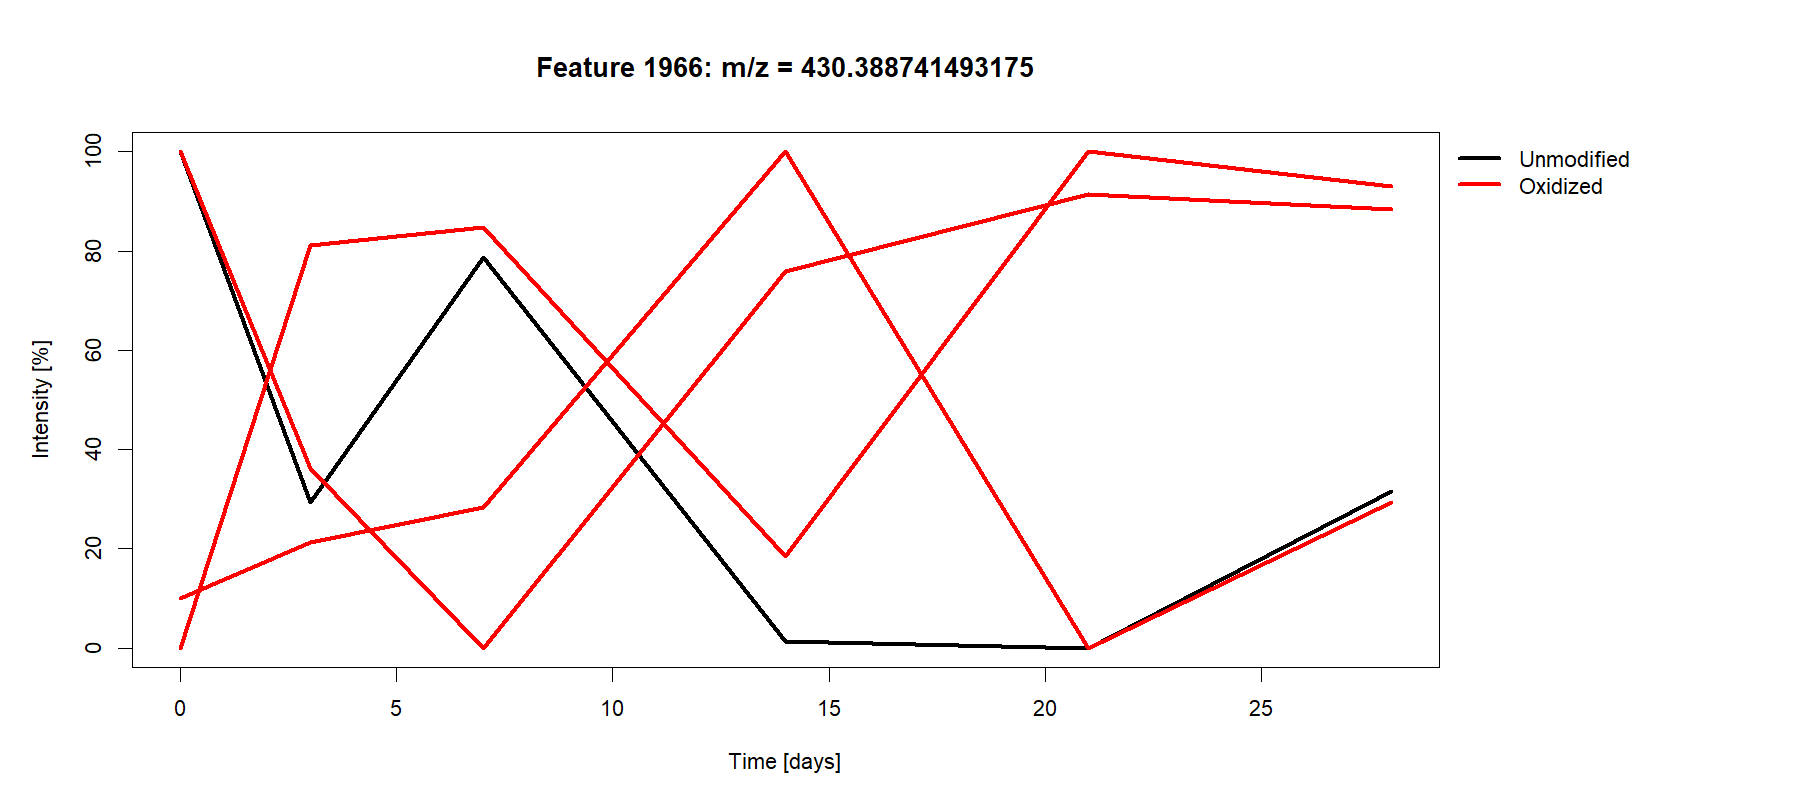 Feature 1966: m/z = 430.388741493175
Unmodified
Oxidized
Intensity [%]
100
80
60
40
20
0
0 5 10 15 20 25
Time [days]